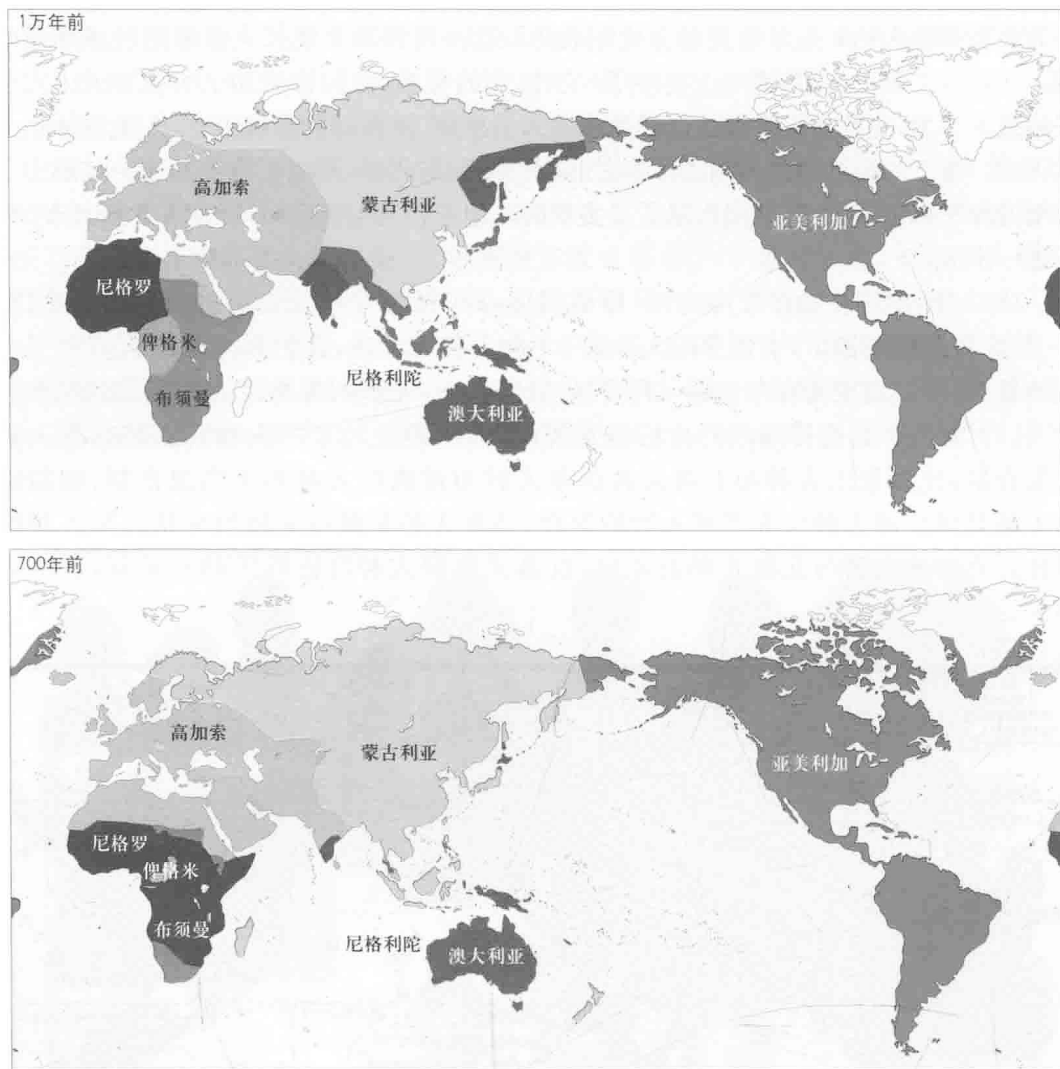 1万年前
高加索
蒙古利亚
亚美利加
尼格罗
俾格米
尼格利陀
布须曼
澳大利亚
700年前
高加索
蒙古利亚
亚美利加
尼格罗
俾格米
布须曼
尼格利陀
澳大利亚